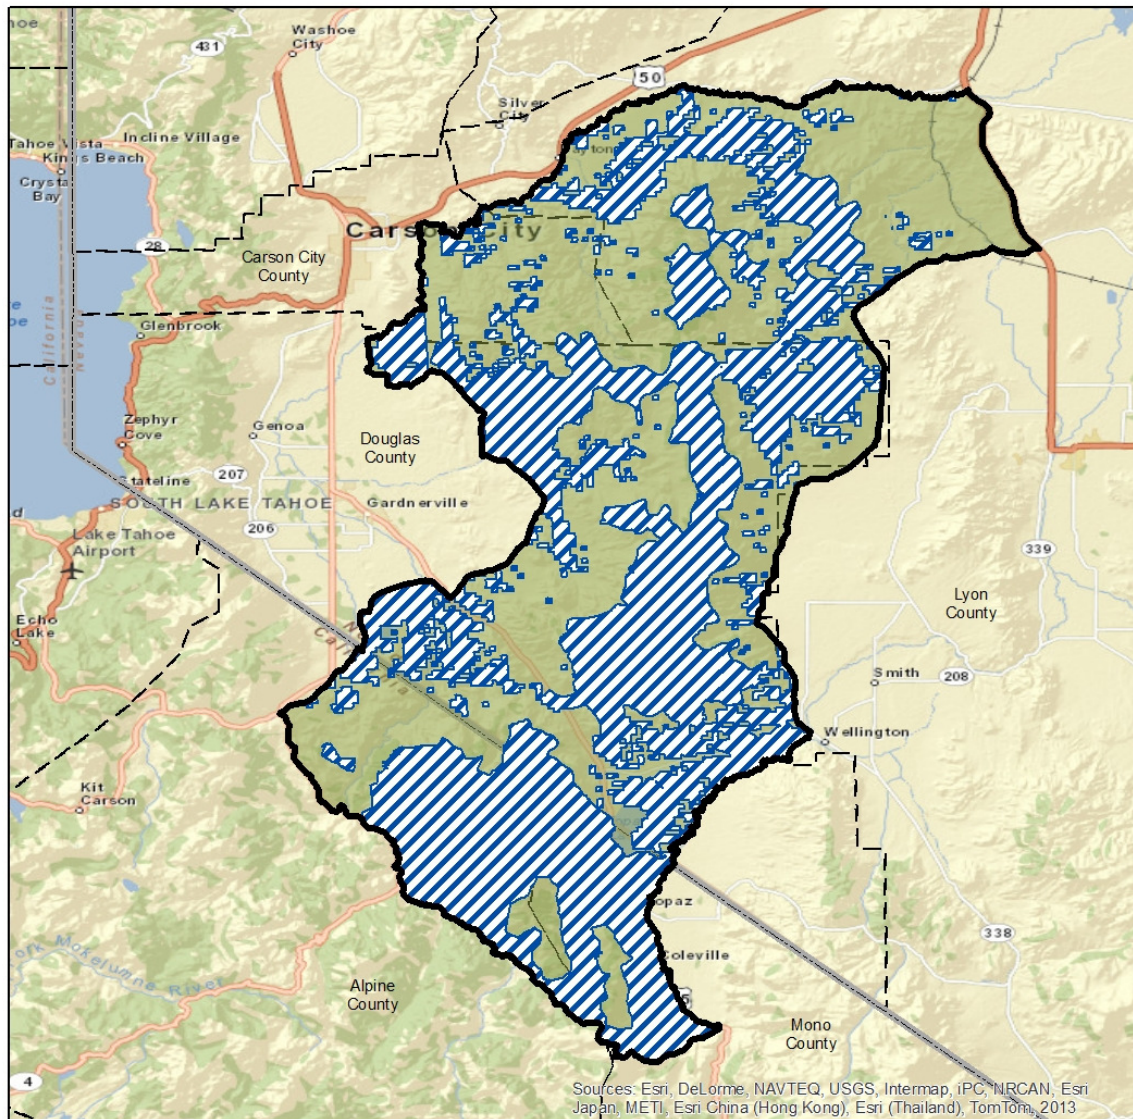 Washoe
City
431
50
Silver
City
Incline Village
Tahoe Vista
Kings Beach
Crystal
Bay
28
Carson City
Carson City
County
California
Nevada
Glenbrook
Zephyr
Cove
Genoa
Douglas
County
Stateline
207
SOUTH LAKE TAHOE
Gardnerville
206
Lake Tahoe
Airport
339
Lyon
County
Echo
Lake
Smith
208
Wellington
Kit
Carson
opaz
338
Coleville
Alpine
County
Mono
County
4
Sources: Esri, DeLorme, NAVTEQ, USGS, Intermap, iPC, NRCAN, Esri
Japan, METI, Esri China (Hong Kong), Esri (Thailand), TomTom, 2013